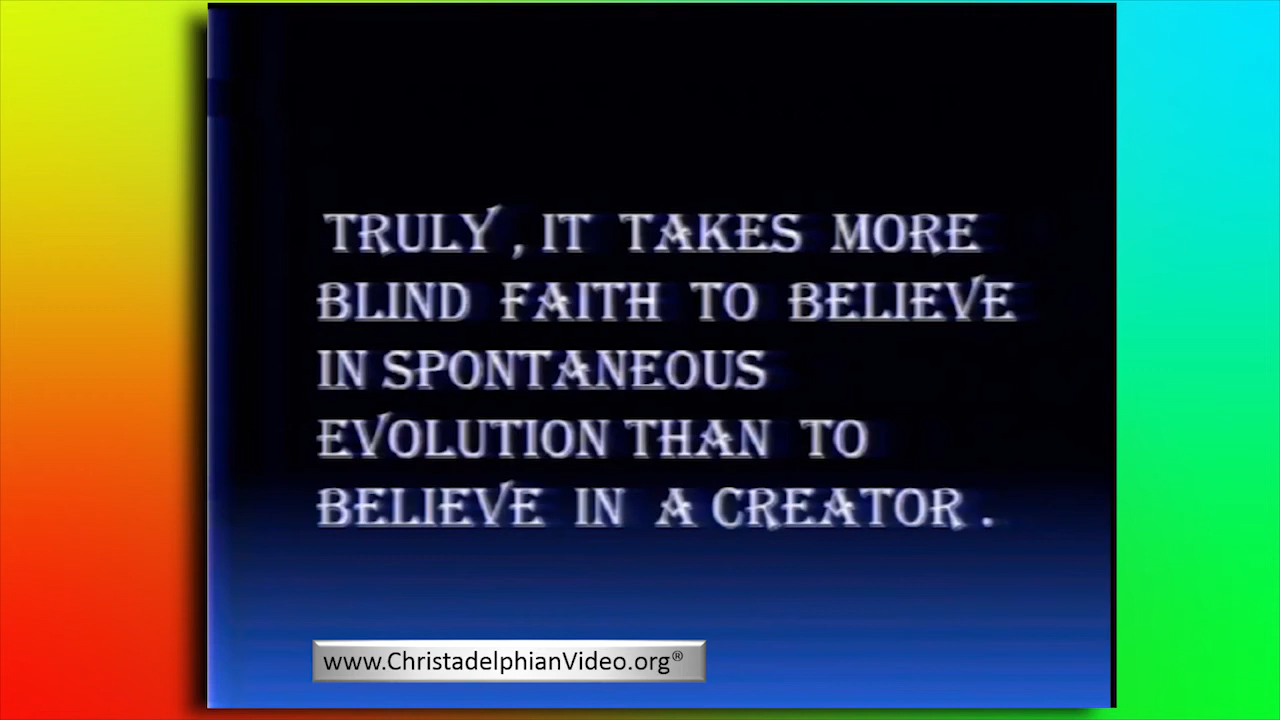 TRULY , IT TAKES MORE
BLIND FAITH TO BELIEVE
IN SPONTANEOUS
EVOLUTION THAN TO
BELIEVE IN A CREATOR .
www.ChristadelphianVideo.org®